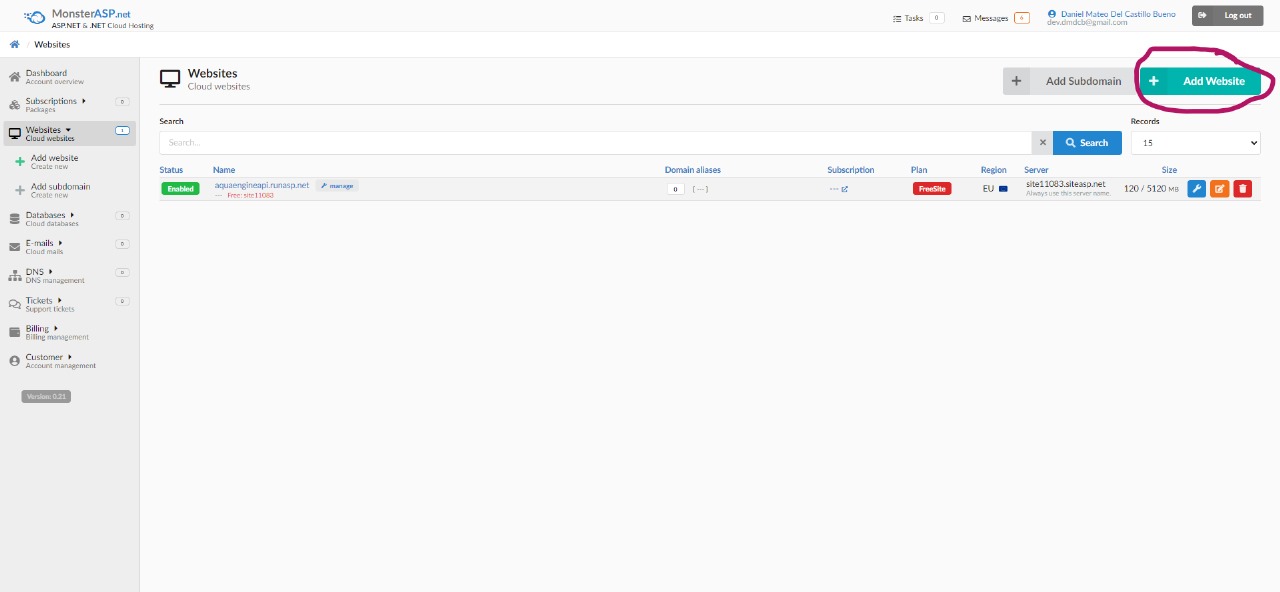 MonsterASP.net
ASP.NET & .NET Cloud Hosting
Tasks 0
Messages 6
Daniel Mateo Del Castillo Bueno
dev.dmdcb@gmail.com
Log out
/ Websites
Dashboard
Account overview
Subscriptions 0
Packages
Websites 1
Cloud websites
Add website
Create new
Add subdomain
Create new
Databases 0
Cloud databases
E-mails 0
Cloud mails
DNS 0
DNS management
Tickets 0
Support tickets
Billing
Billing management
Customer
Account management
Version: 0.21
Websites
Cloud websites
+ Add Subdomain
+ Add Website
Search
Records
Search...
× Search
15
Status Name Domain aliases Subscription Plan Region Server Size
Enabled aquaengineapi.runasp.net manage 0 [ --- ] --- FreeSite EU site11083.siteasp.net 120 / 5120 MB
--- Free: site11083 Always use this server name.